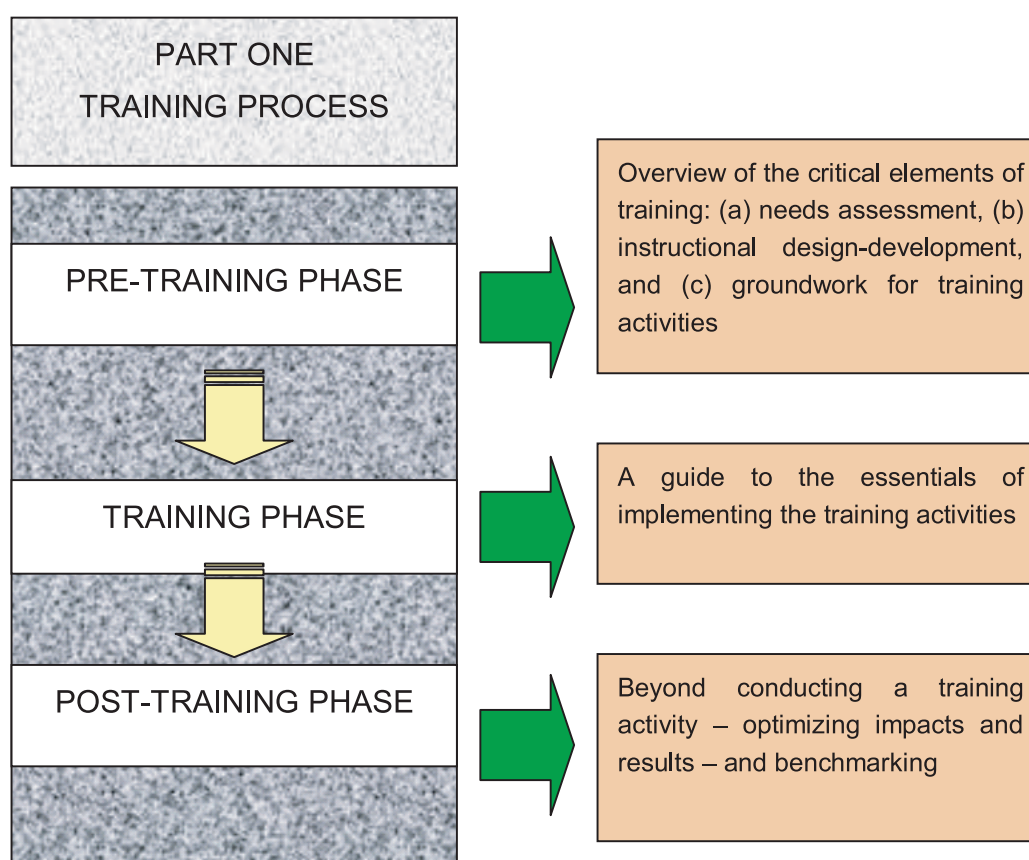 PART ONE
TRAINING PROCESS
PRE-TRAINING PHASE
Overview of the critical elements of
training: (a) needs assessment, (b)
instructional design-development,
and (c) groundwork for training
activities
TRAINING PHASE
A guide to the essentials of
implementing the training activities
POST-TRAINING PHASE
Beyond conducting a training
activity – optimizing impacts and
results – and benchmarking